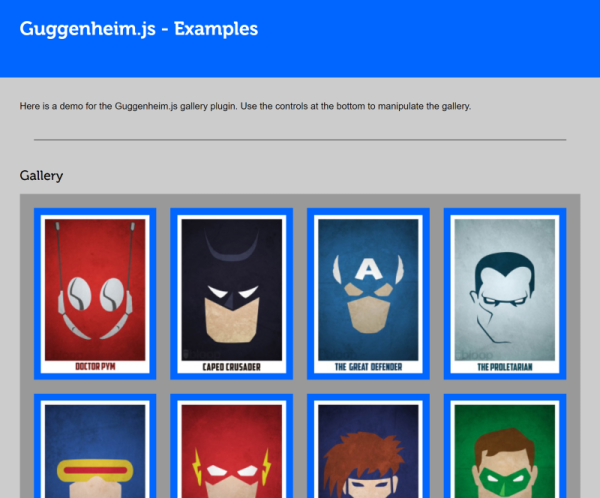 Guggenheim.js - Examples
Here is a demo for the Guggenheim.js gallery plugin. Use the controls at the bottom to manipulate the gallery.
Gallery
A
DOCTOR PYM
CAPED CRUSADER
THE GREAT DEFENDER
THE PROLETARIAN